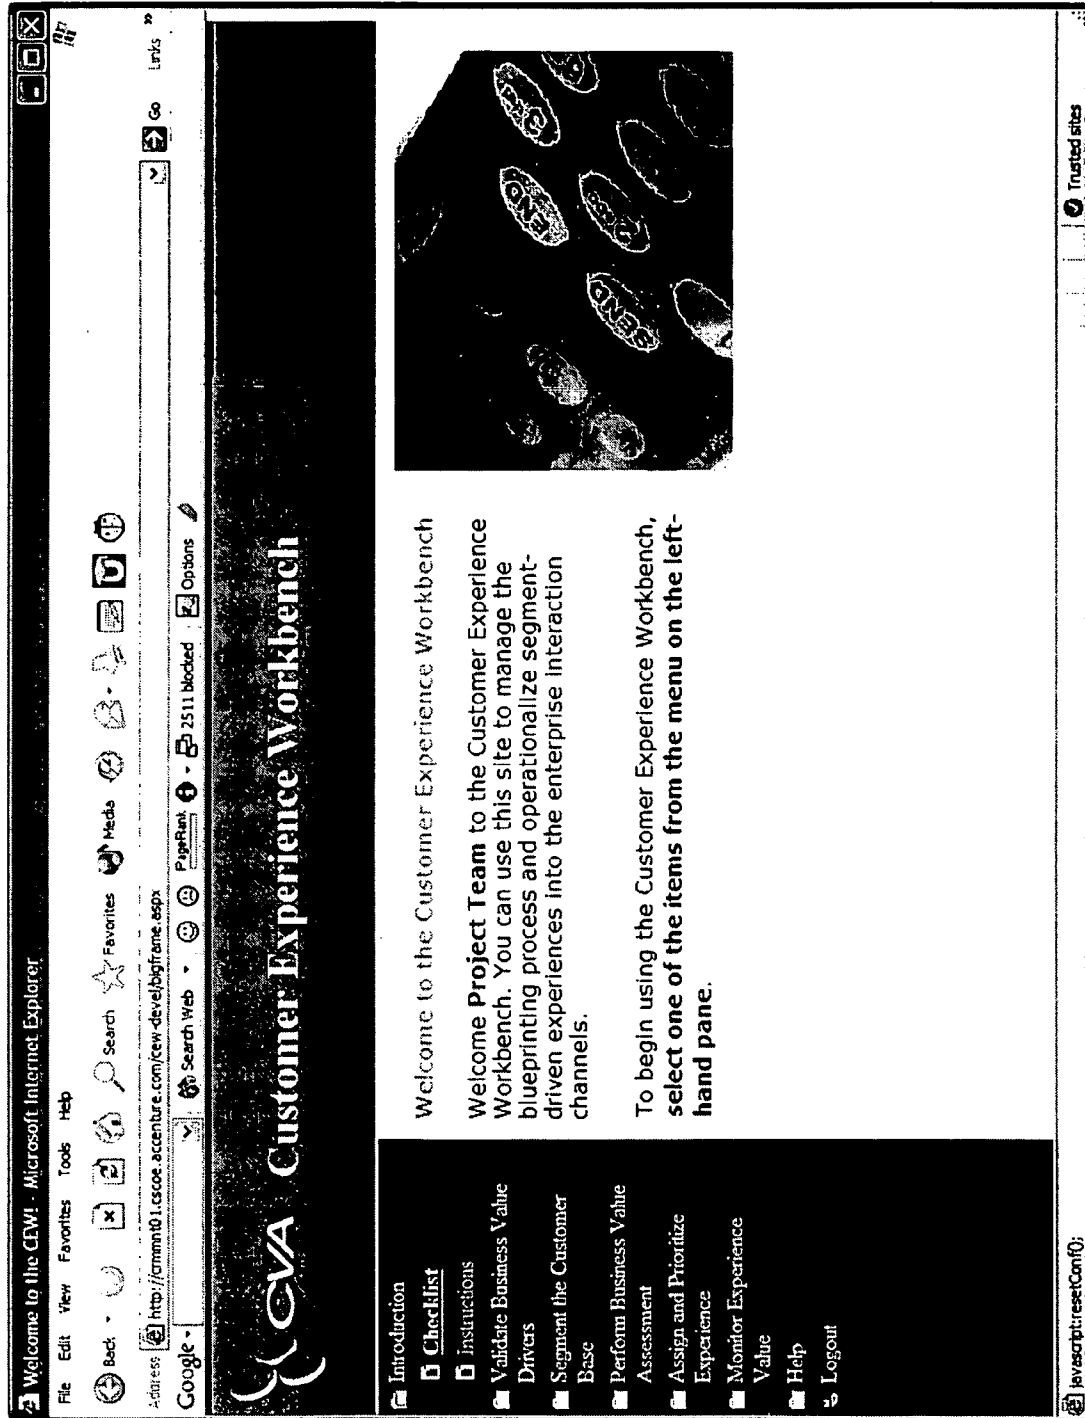 Welcome to the CEW! - Microsoft Internet Explorer
File Edit View Favorites Tools Help
Back Search Favorites Media
Address http://crmnt01.cscoe.accenture.com/cew-devel/bigframe.aspx Go Links »
Google Search Web PageRank 2511 blocked Options
CVA Customer Experience Workbench
Introduction
Checklist
Instructions
Validate Business Value
Drivers
Segment the Customer
Base
Perform Business Value
Assessment
Assign and Prioritize
Experience
Monitor Experience
Value
Help
Logout
Welcome to the Customer Experience Workbench
Welcome Project Team to the Customer Experience
Workbench. You can use this site to manage the
blueprinting process and operationalize segment-
driven experiences into the enterprise interaction
channels.
To begin using the Customer Experience Workbench,
select one of the items from the menu on the left-
hand pane.
SEND
END
javascript:resetConf();
Trusted sites